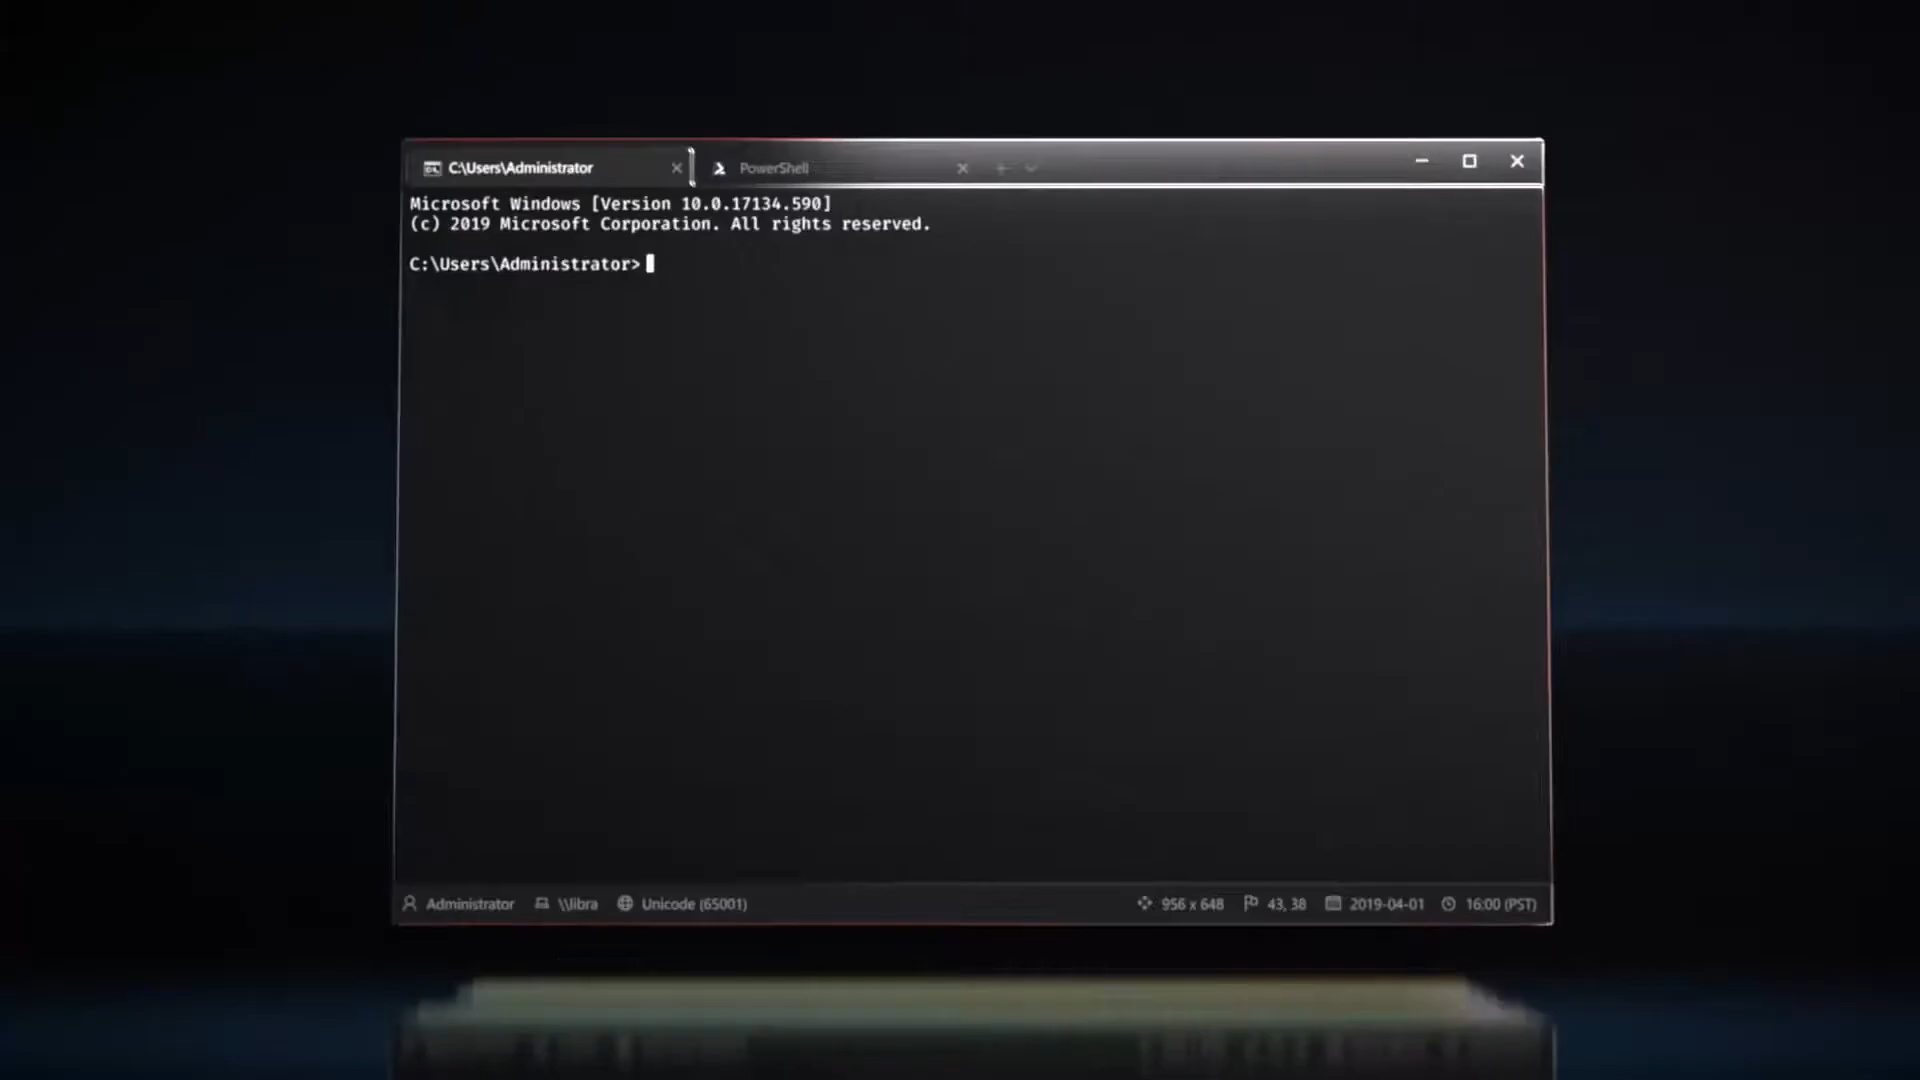 C:\Users\Administrator
PowerShell
Microsoft Windows [Version 10.0.17134.590]
(c) 2019 Microsoft Corporation. All rights reserved.
C:\Users\Administrator>
Administrator
\\libra
Unicode (65001)
956 x 648
43, 38
2019-04-01
16:00 (PST)